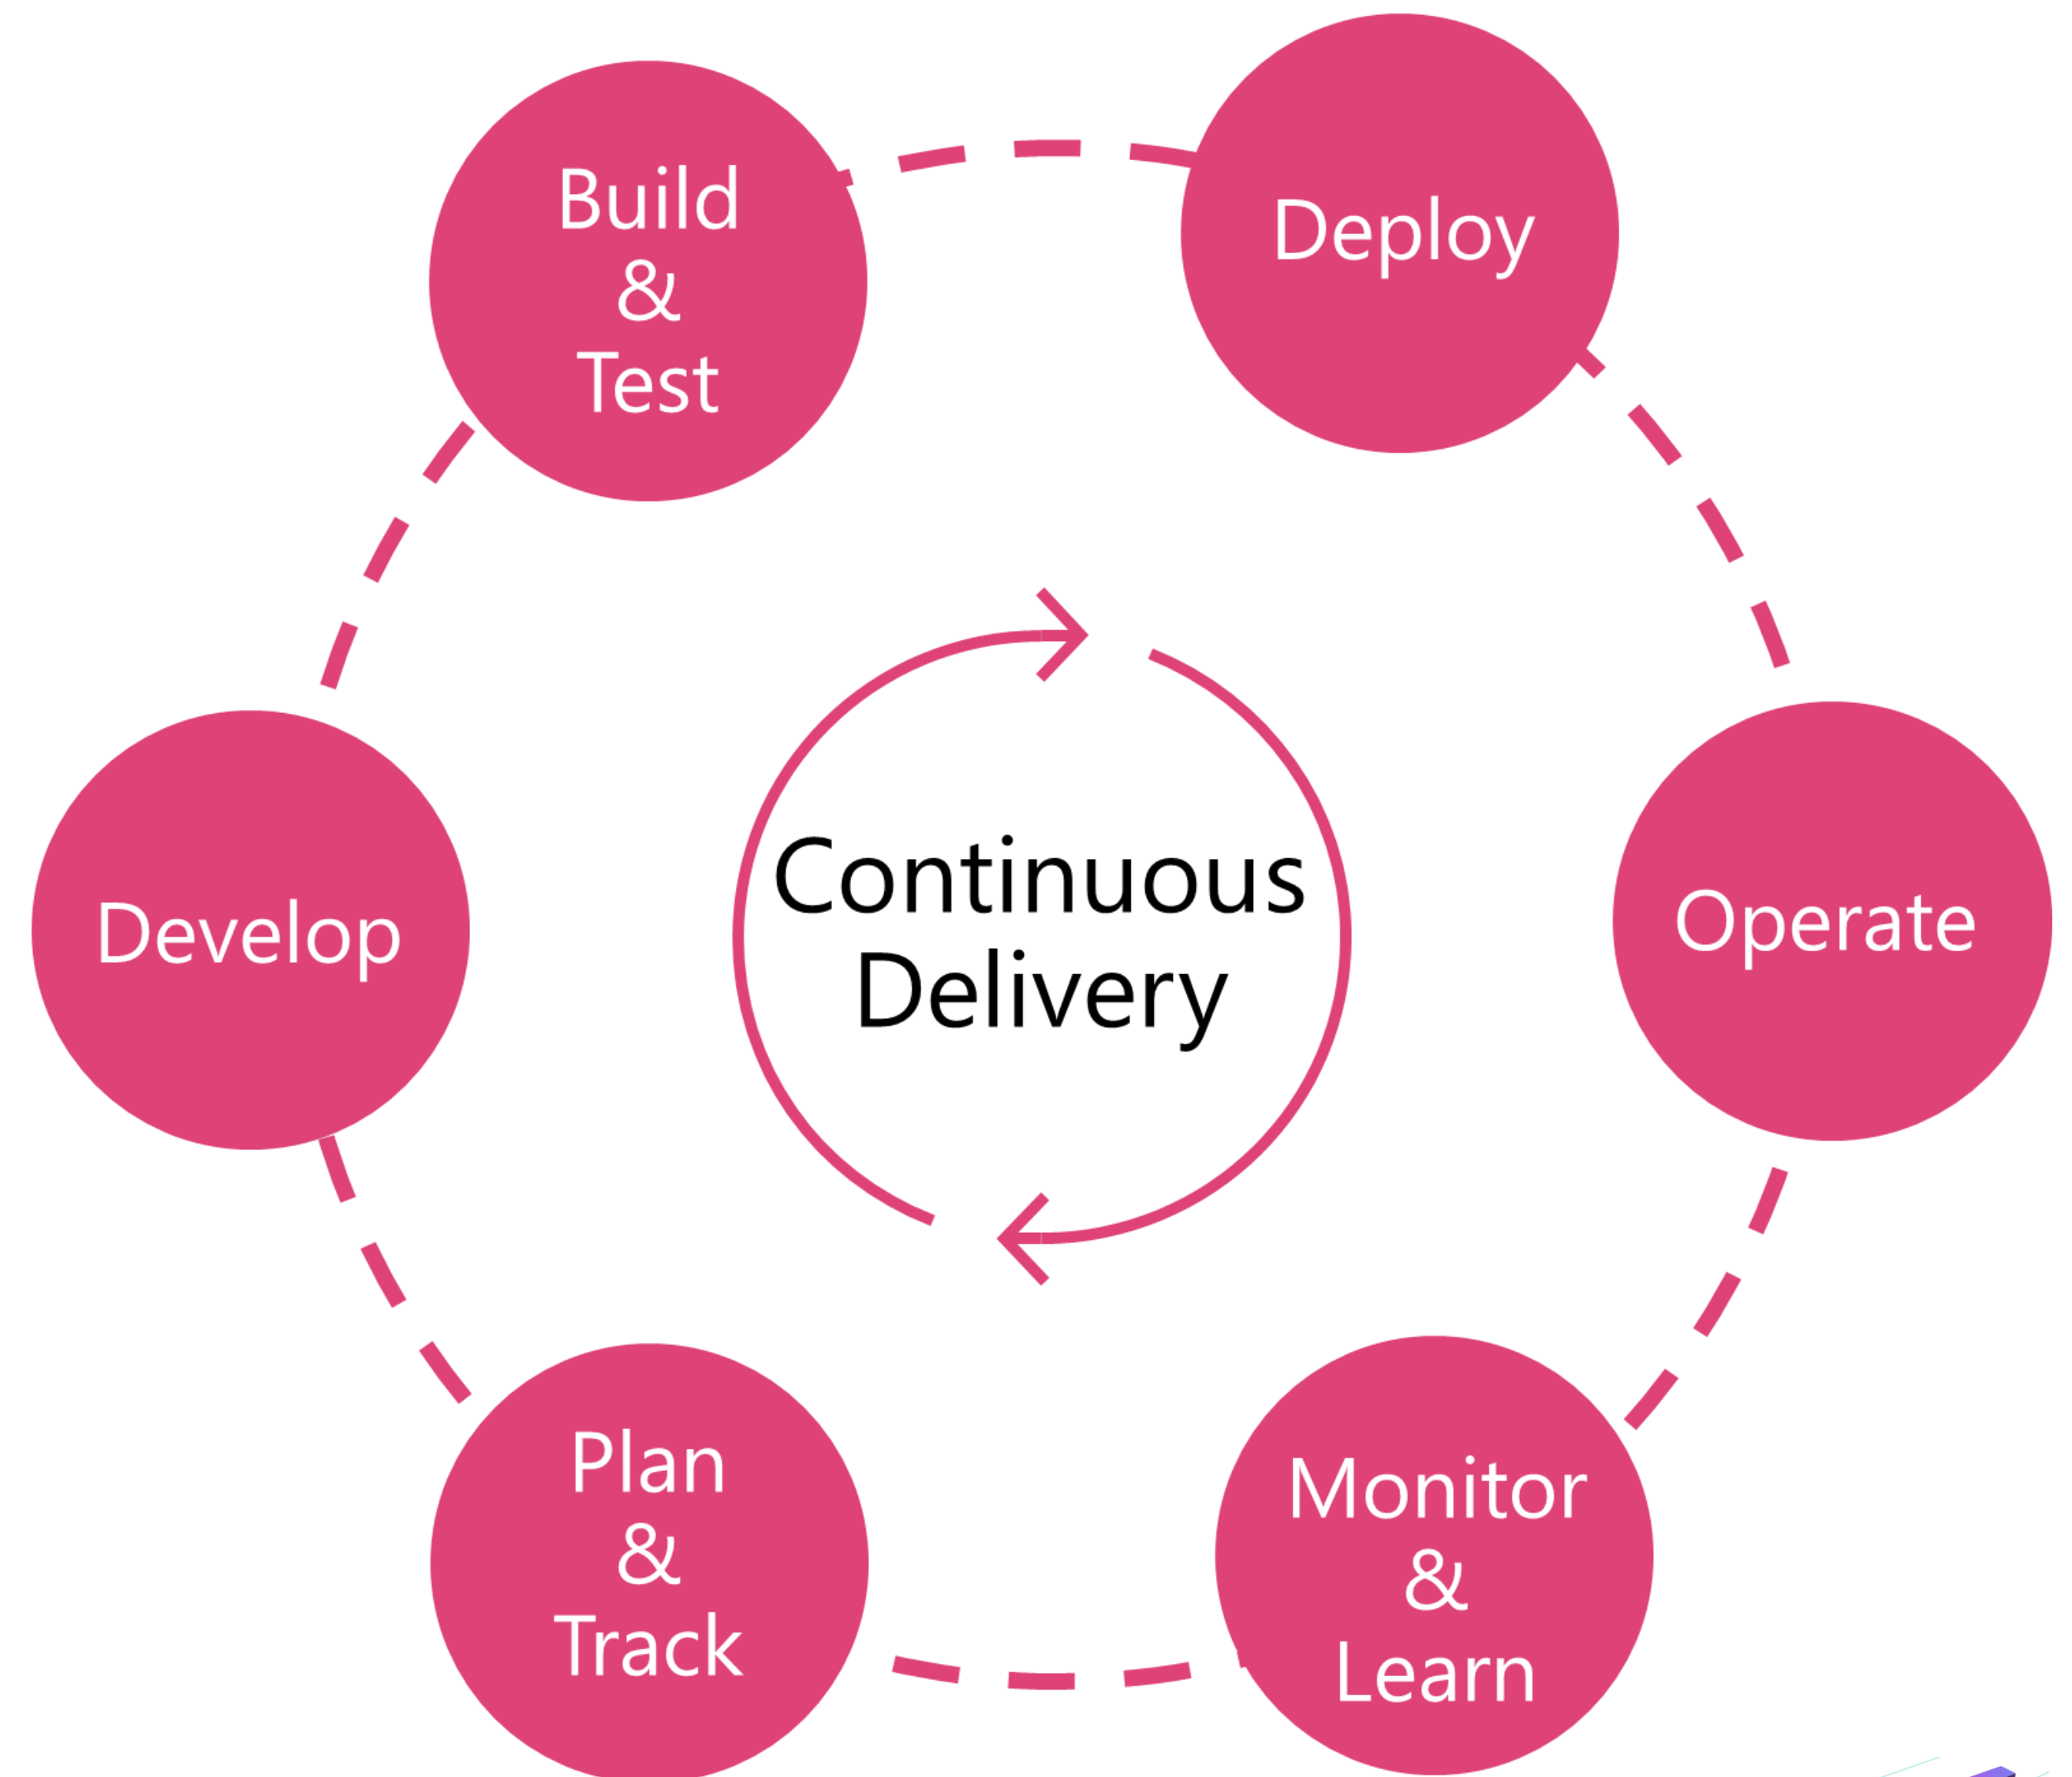 Build
&
Test
Deploy
Develop
Continuous
Delivery
Operate
Plan
&
Track
Monitor
&
Learn